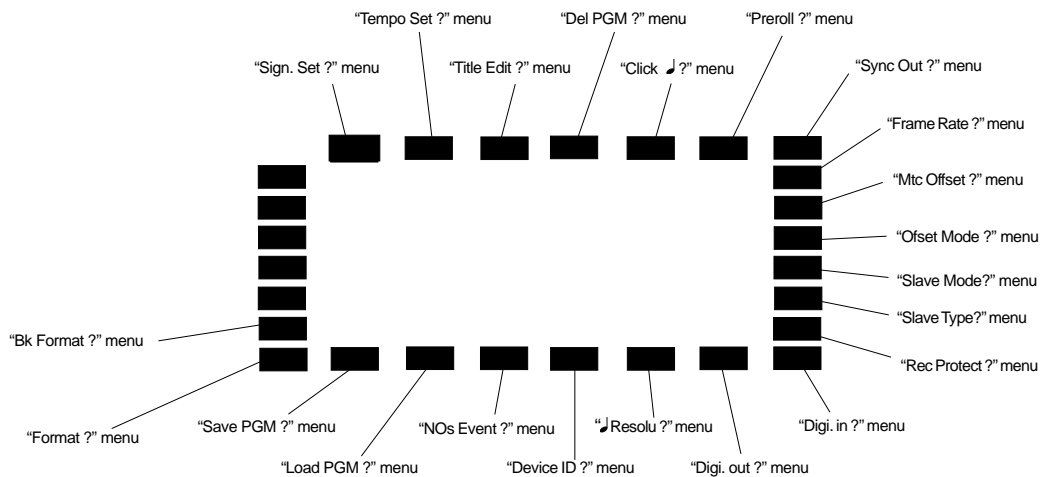 “Tempo Set ?” menu
“Del PGM ?” menu
“Preroll ?” menu
“Sign. Set ?” menu
“Title Edit ?” menu
“Click ♩ ?” menu
“Sync Out ?” menu
“Frame Rate ?” menu
“Mtc Offset ?” menu
“Ofset Mode ?” menu
“Slave Mode?” menu
“Slave Type?” menu
“Bk Format ?” menu
“Rec Protect ?” menu
“Format ?” menu
“Save PGM ?” menu
“NOs Event ?” menu
“♩Resolu ?” menu
“Digi. in ?” menu
“Load PGM ?” menu
“Device ID ?” menu
“Digi. out ?” menu